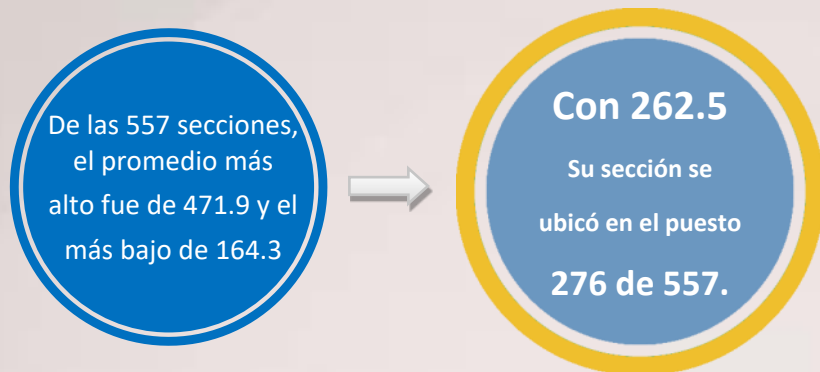 De las 557 secciones,
el promedio más
alto fue de 471.9 y el
más bajo de 164.3
Con 262.5
Su sección se
ubicó en el puesto
276 de 557.